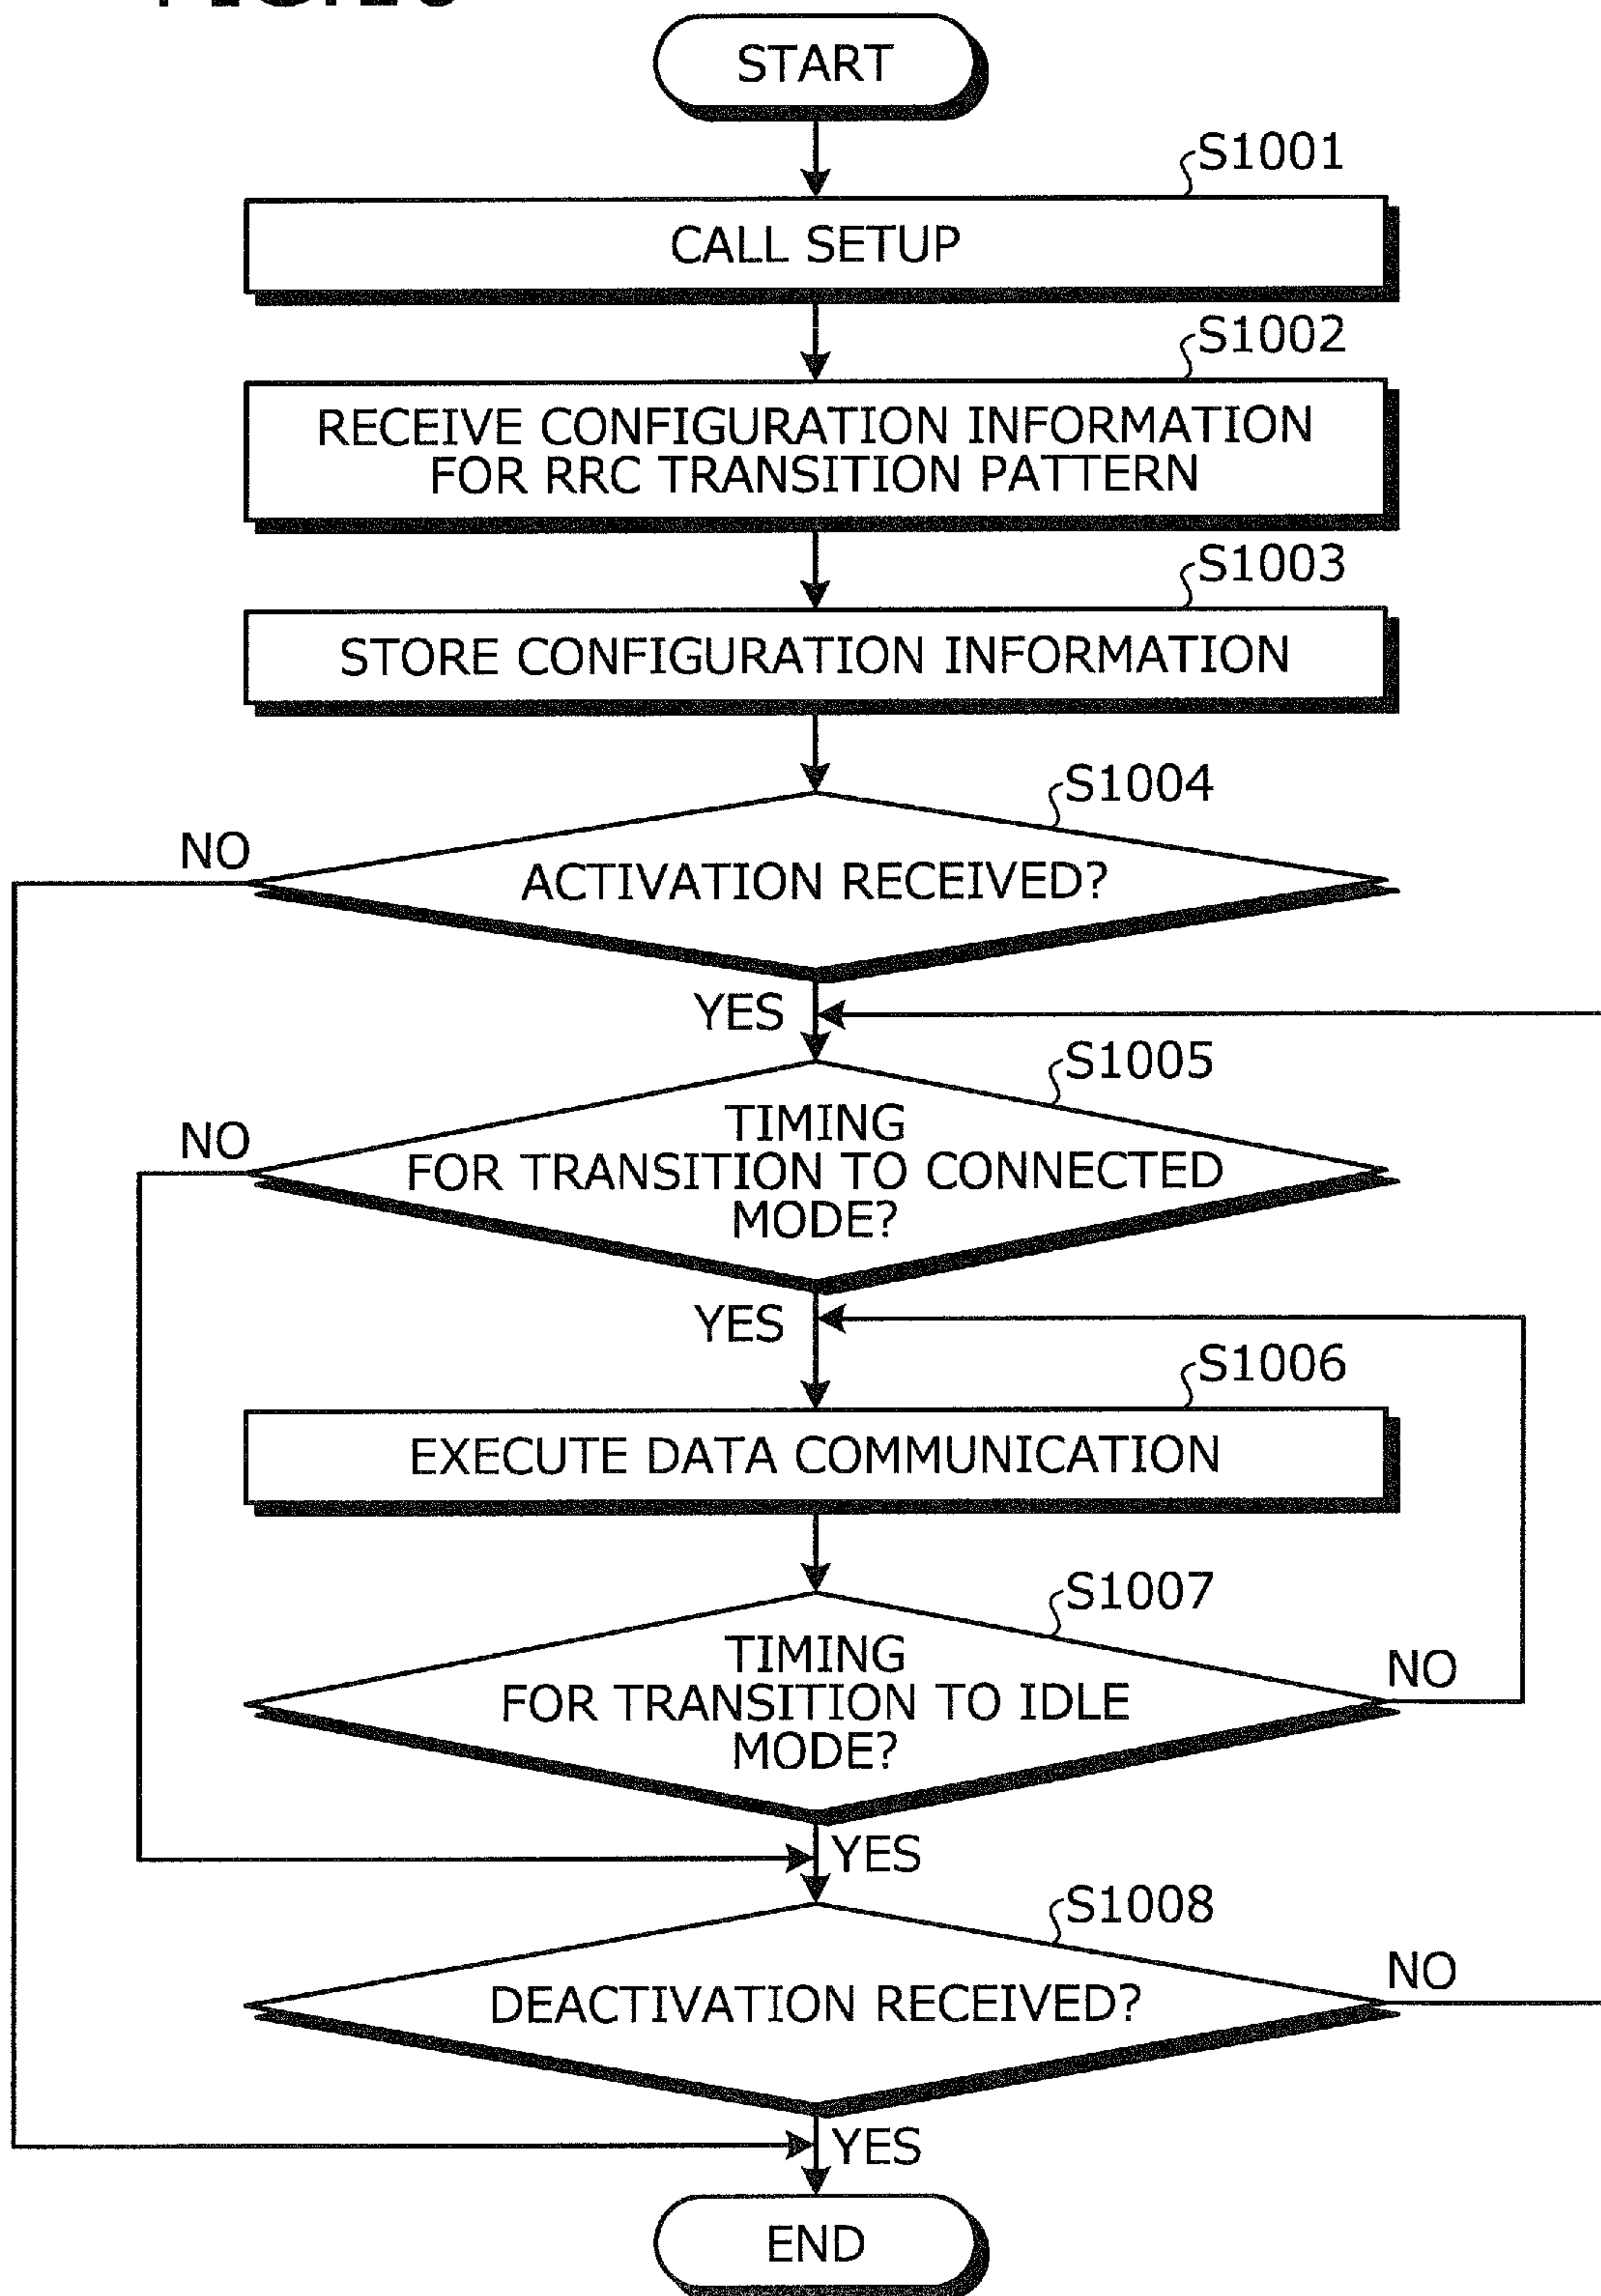 START
S1001
CALL SETUP
S1002
RECEIVE CONFIGURATION INFORMATION
FOR RRC TRANSITION PATTERN
S1003
STORE CONFIGURATION INFORMATION
S1004
NO
ACTIVATION RECEIVED?
YES
S1005
NO
TIMING
FOR TRANSITION TO CONNECTED
MODE?
YES
S1006
EXECUTE DATA COMMUNICATION
S1007
TIMING
FOR TRANSITION TO IDLE
MODE?
NO
YES
S1008
NO
DEACTIVATION RECEIVED?
YES
END